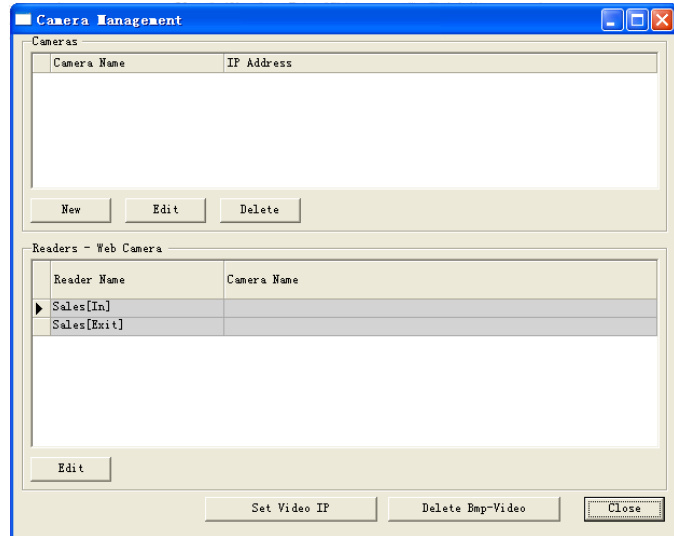 Camera Management
Cameras
Camera Name IP Address
New Edit Delete
Readers - Web Camera
Reader Name Camera Name
Sales[In]
Sales[Exit]
Edit
Set Video IP Delete Bmp-Video Close